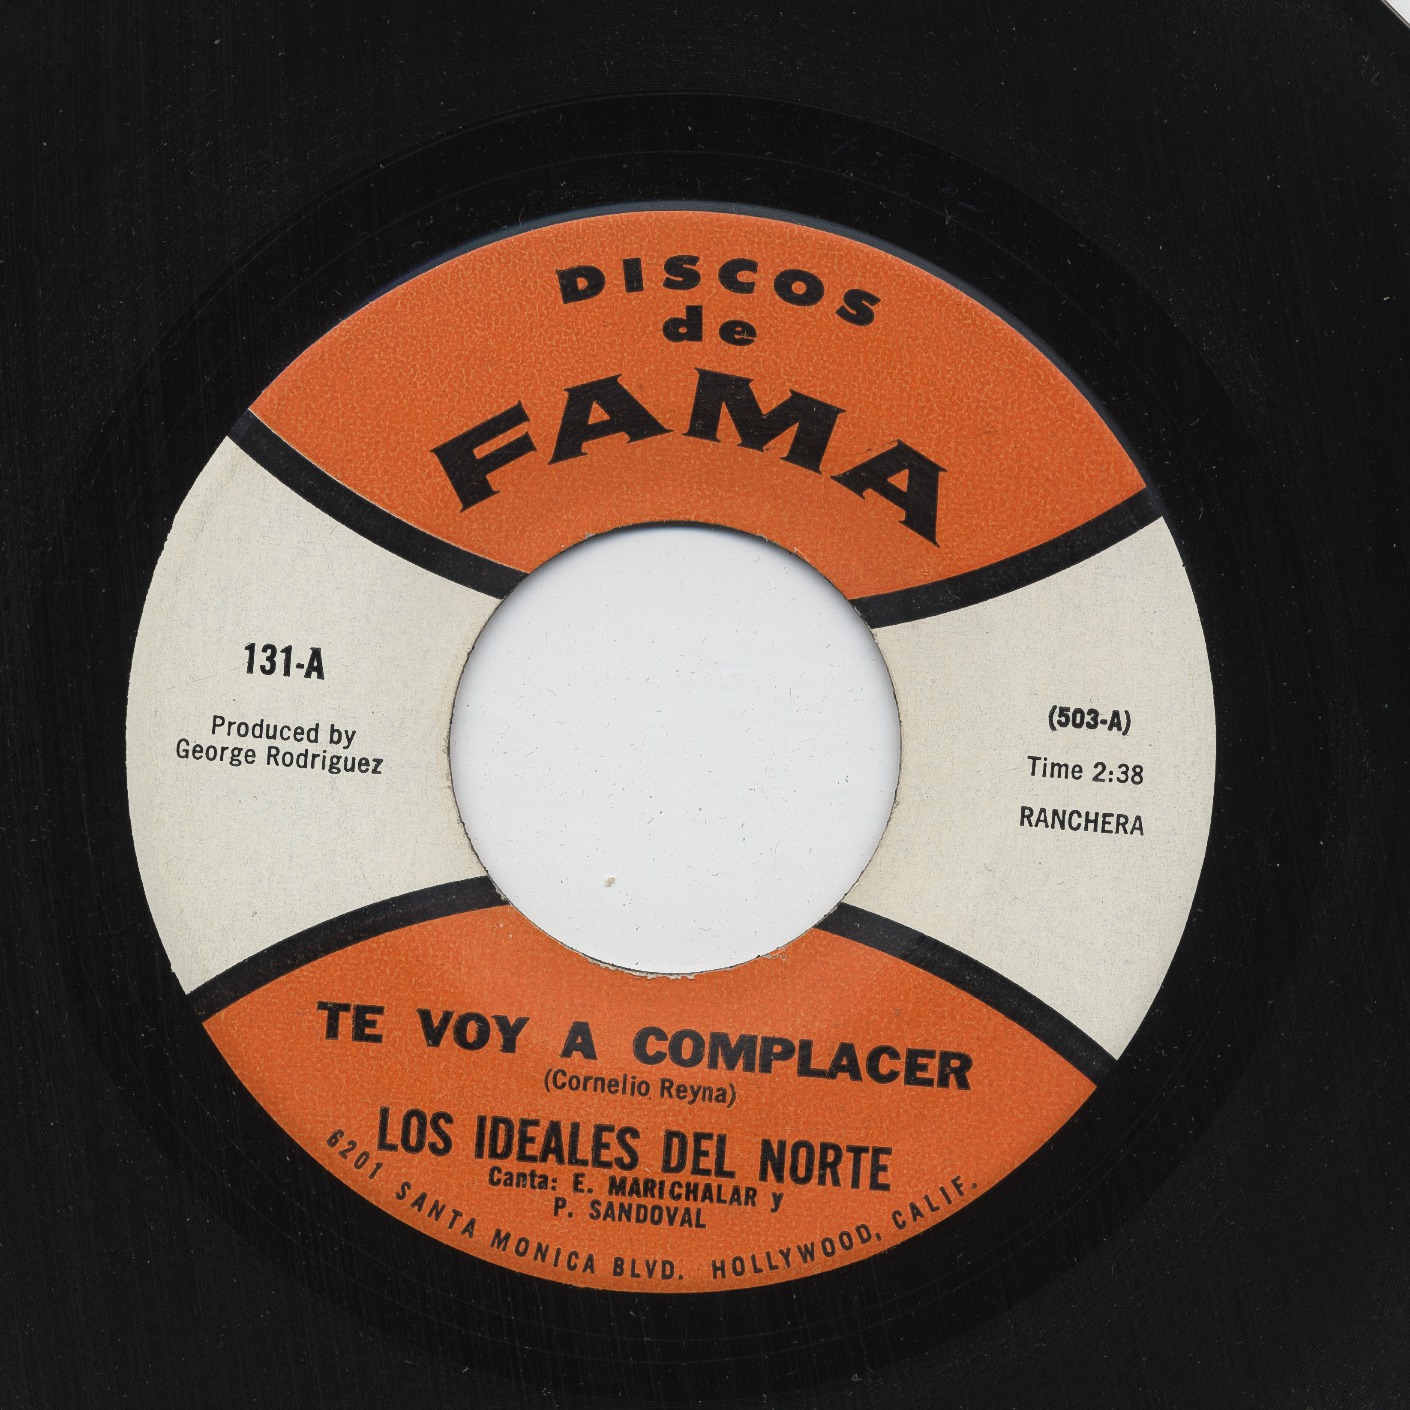 DISCOS
de
FAMA
131-A
Produced by
George Rodriguez
(503-A)
Time 2:38
RANCHERA
TE VOY A COMPLACER
(Cornelio Reyna)
LOS IDEALES DEL NORTE
Canta: E. MARICHALAR y
P. SANDOVAL
6201 SANTA MONICA BLVD. HOLLYWOOD, CALIF.